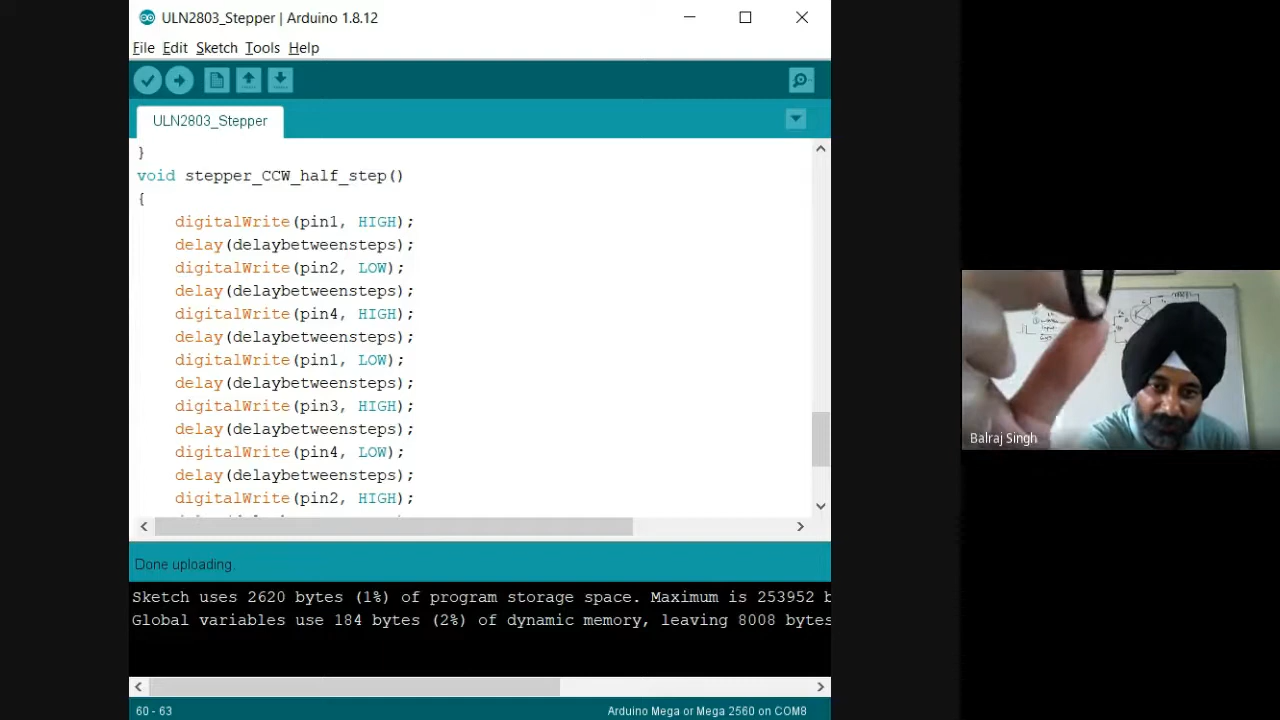 ULN2803_Stepper | Arduino 1.8.12
File Edit Sketch Tools Help
ULN2803_Stepper
}
void stepper_CCW_half_step()
{
digitalWrite(pin1, HIGH);
delay(delaybetweensteps);
digitalWrite(pin2, LOW);
delay(delaybetweensteps);
digitalWrite(pin4, HIGH);
delay(delaybetweensteps);
digitalWrite(pin1, LOW);
delay(delaybetweensteps);
digitalWrite(pin3, HIGH);
delay(delaybetweensteps);
digitalWrite(pin4, LOW);
delay(delaybetweensteps);
digitalWrite(pin2, HIGH);
Done uploading.
Sketch uses 2620 bytes (1%) of program storage space. Maximum is 253952 b
Global variables use 184 bytes (2%) of dynamic memory, leaving 8008 bytes
60 - 63
Arduino Mega or Mega 2560 on COM8
Balraj Singh